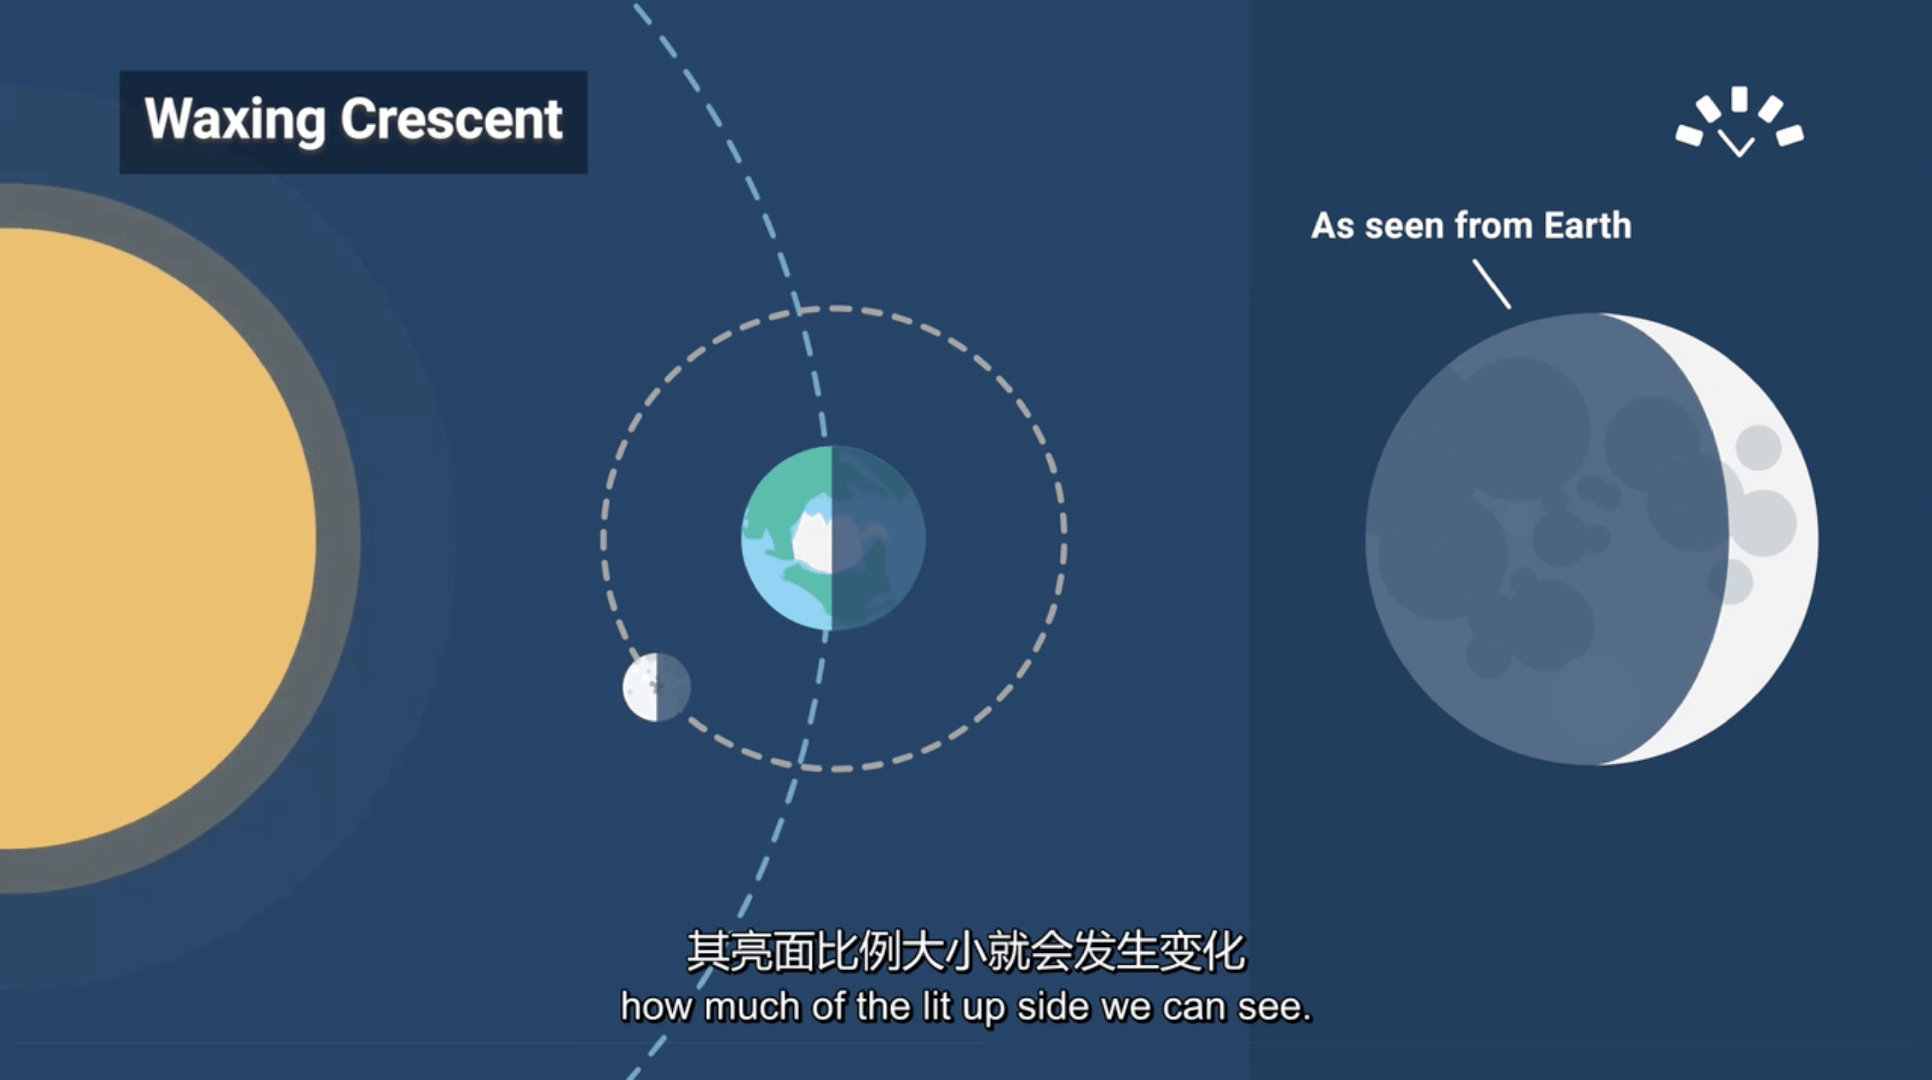 Waxing Crescent
As seen from Earth
其亮面比例大小就会发生变化
how much of the lit up side we can see.